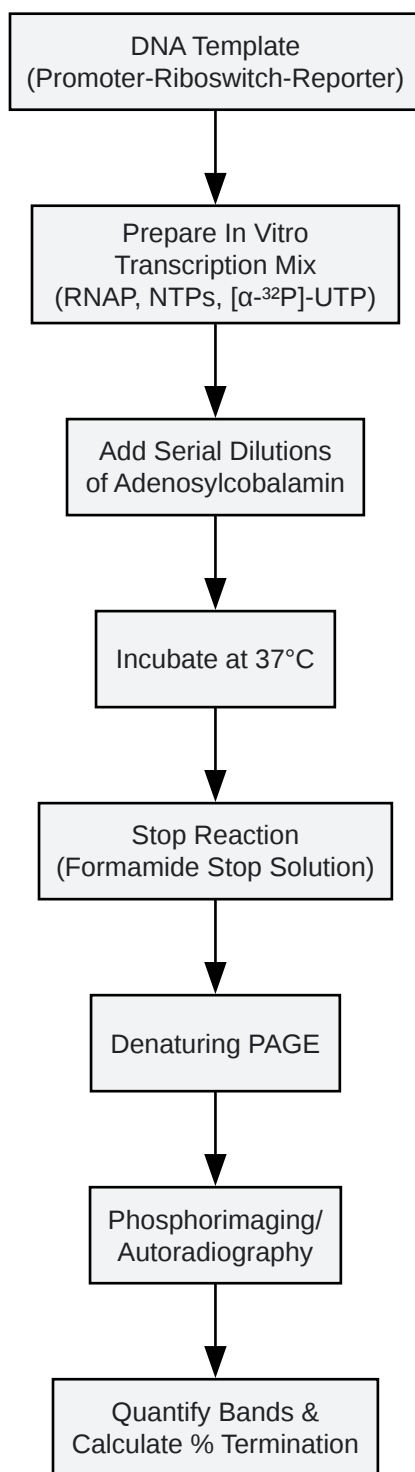 DNA Template
(Promoter-Riboswitch-Reporter)
Prepare In Vitro
Transcription Mix
(RNAP, NTPs, [α-³²P]-UTP)
Add Serial Dilutions
of Adenosylcobalamin
Incubate at 37°C
Stop Reaction
(Formamide Stop Solution)
Denaturing PAGE
Phosphorimaging/
Autoradiography
Quantify Bands &
Calculate % Termination